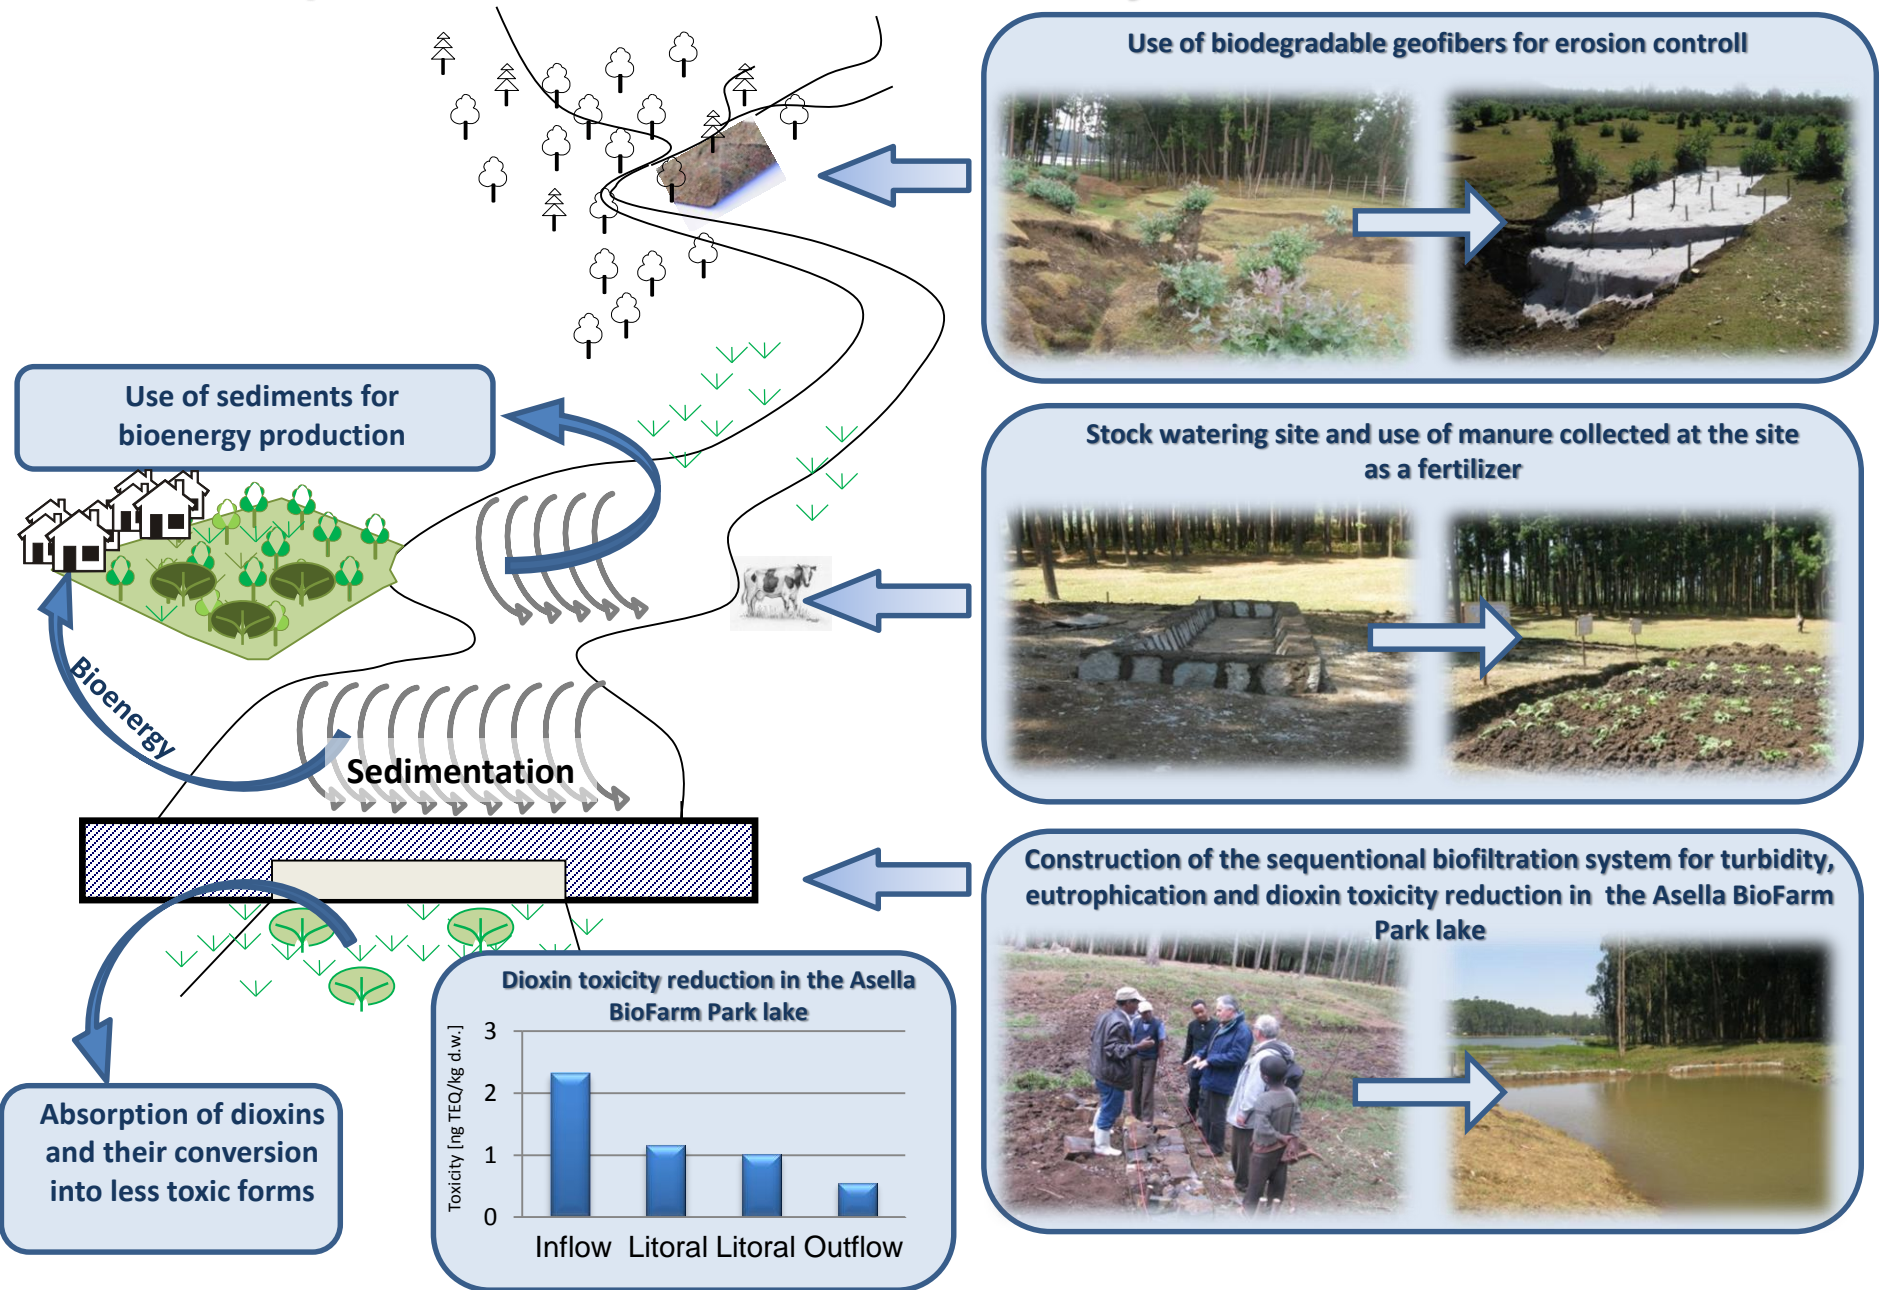 Use of biodegradable geofibers for erosion controll
Use of sediments for
bioenergy production
Stock watering site and use of manure collected at the site
as a fertilizer
Bioenergy
Sedimentation
Construction of the sequentional biofiltration system for turbidity,
eutrophication and dioxin toxicity reduction in the Asella BioFarm
Park lake
Dioxin toxicity reduction in the Asella
BioFarm Park lake
Toxicity [ng TEQ/kg d.w.]
3
2
1
0
Inflow Litoral Litoral Outflow
Absorption of dioxins
and their conversion
into less toxic forms